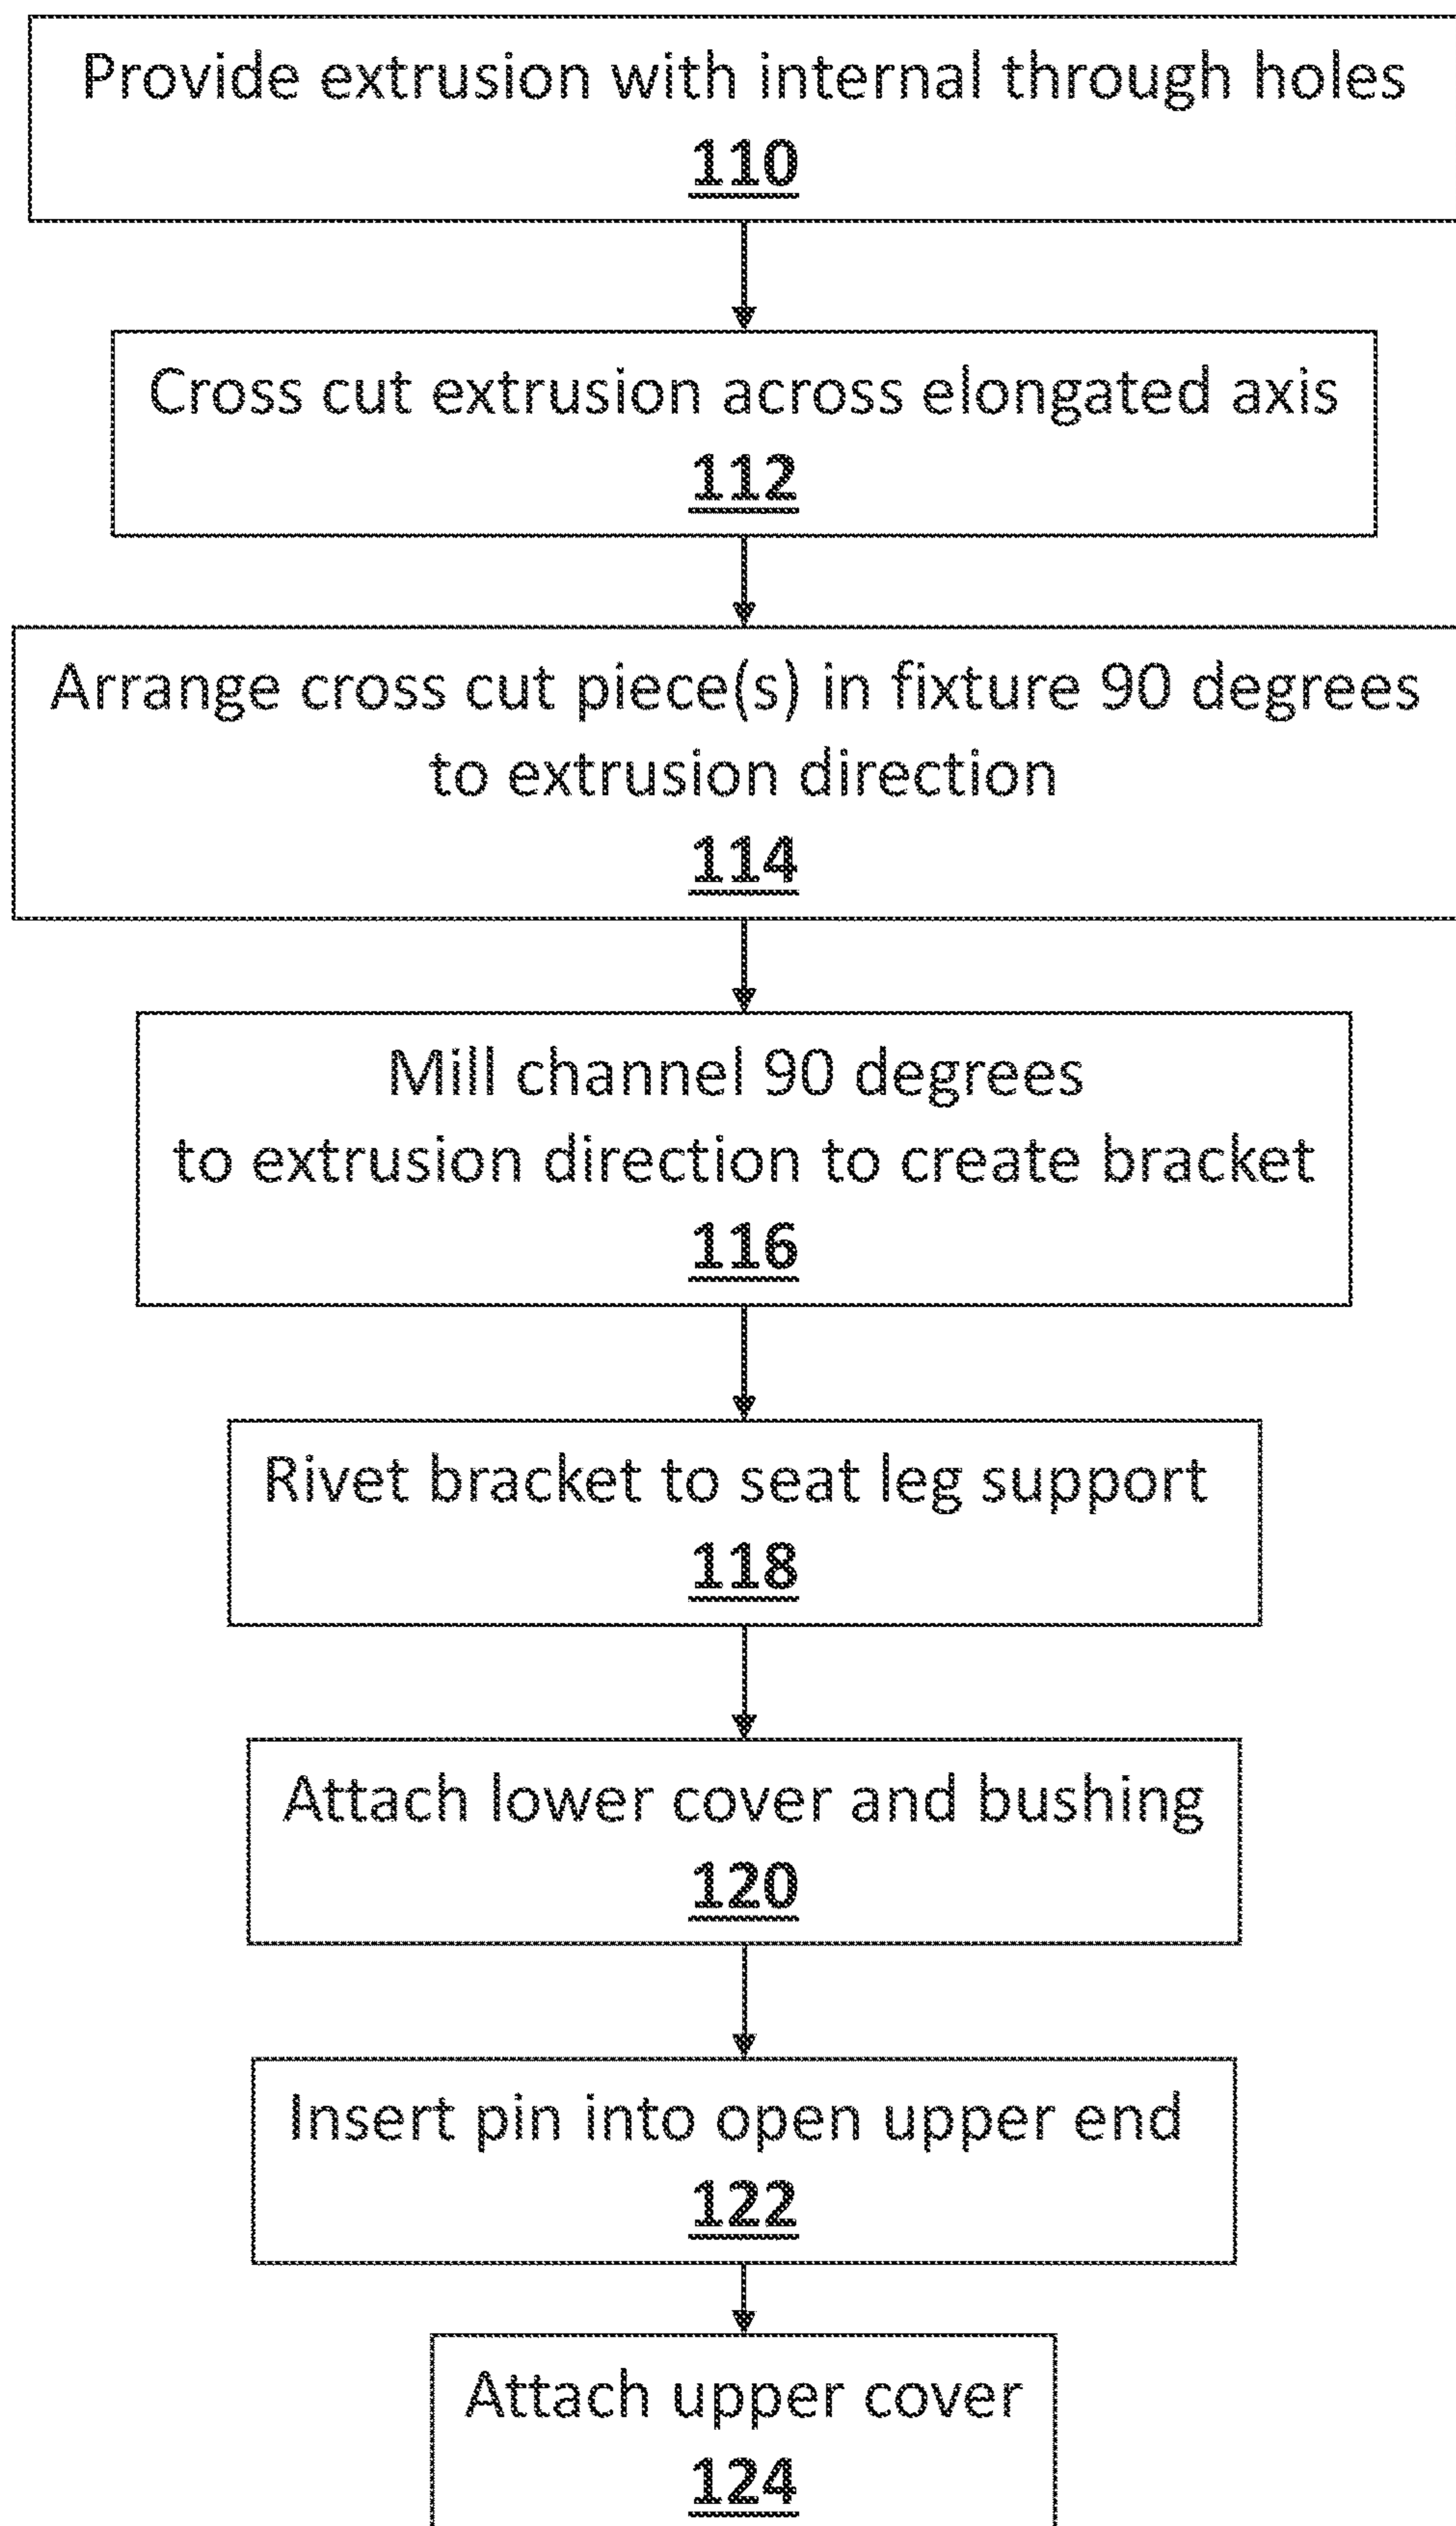 Provide extrusion with internal through holes
110
Cross cut extrusion across elongated axis
112
Arrange cross cut piece(s) in fixture 90 degrees
to extrusion direction
114
Mill channel 90 degrees
to extrusion direction to create bracket
116
Rivet bracket to seat leg support
118
Attach lower cover and bushing
120
Insert pin into open upper end
122
Attach upper cover
124